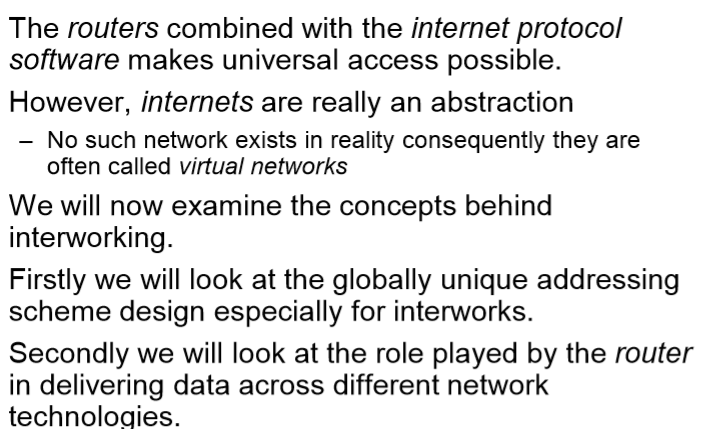 The routers combined with the internet protocol
software makes universal access possible.
However, internets are really an abstraction
– No such network exists in reality consequently they are
often called virtual networks
We will now examine the concepts behind
interworking.
Firstly we will look at the globally unique addressing
scheme design especially for interworks.
Secondly we will look at the role played by the router
in delivering data across different network
technologies.